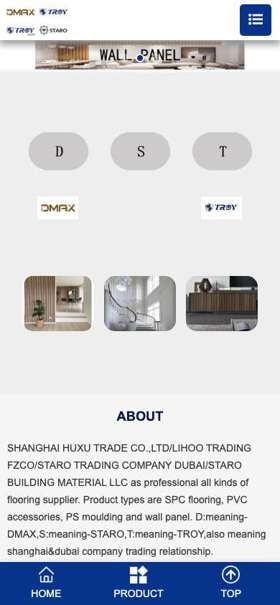 DMAX TROY
TROY STARO
WALL PANEL
D S T
DMAX TROY
ABOUT
SHANGHAI HUXU TRADE CO.,LTD/LIHOO TRADING
FZCO/STARO TRADING COMPANY DUBAI/STARO
BUILDING MATERIAL LLC as professional all kinds of
flooring supplier. Product types are SPC flooring, PVC
accessories, PS moulding and wall panel. D:meaning-
DMAX,S:meaning-STARO,T:meaning-TROY,also meaning
shanghai&dubai company trading relationship.
HOME PRODUCT TOP